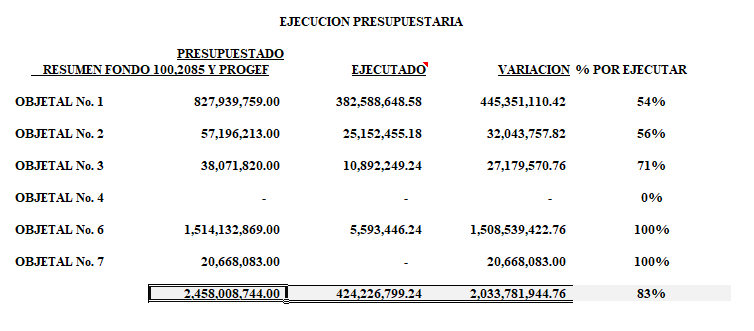 EJECUCION PRESUPUESTARIA
PRESUPUESTADO
RESUMEN FONDO 100,2085 Y PROGEF EJECUTADO VARIACION % POR EJECUTAR
OBJETAL No. 1 827,939,759.00 382,588,648.58 445,351,110.42 54%
OBJETAL No. 2 57,196,213.00 25,152,455.18 32,043,757.82 56%
OBJETAL No. 3 38,071,820.00 10,892,249.24 27,179,570.76 71%
OBJETAL No. 4 - - - 0%
OBJETAL No. 6 1,514,132,869.00 5,593,446.24 1,508,539,422.76 100%
OBJETAL No. 7 20,668,083.00 - 20,668,083.00 100%
2,458,008,744.00 424,226,799.24 2,033,781,944.76 83%